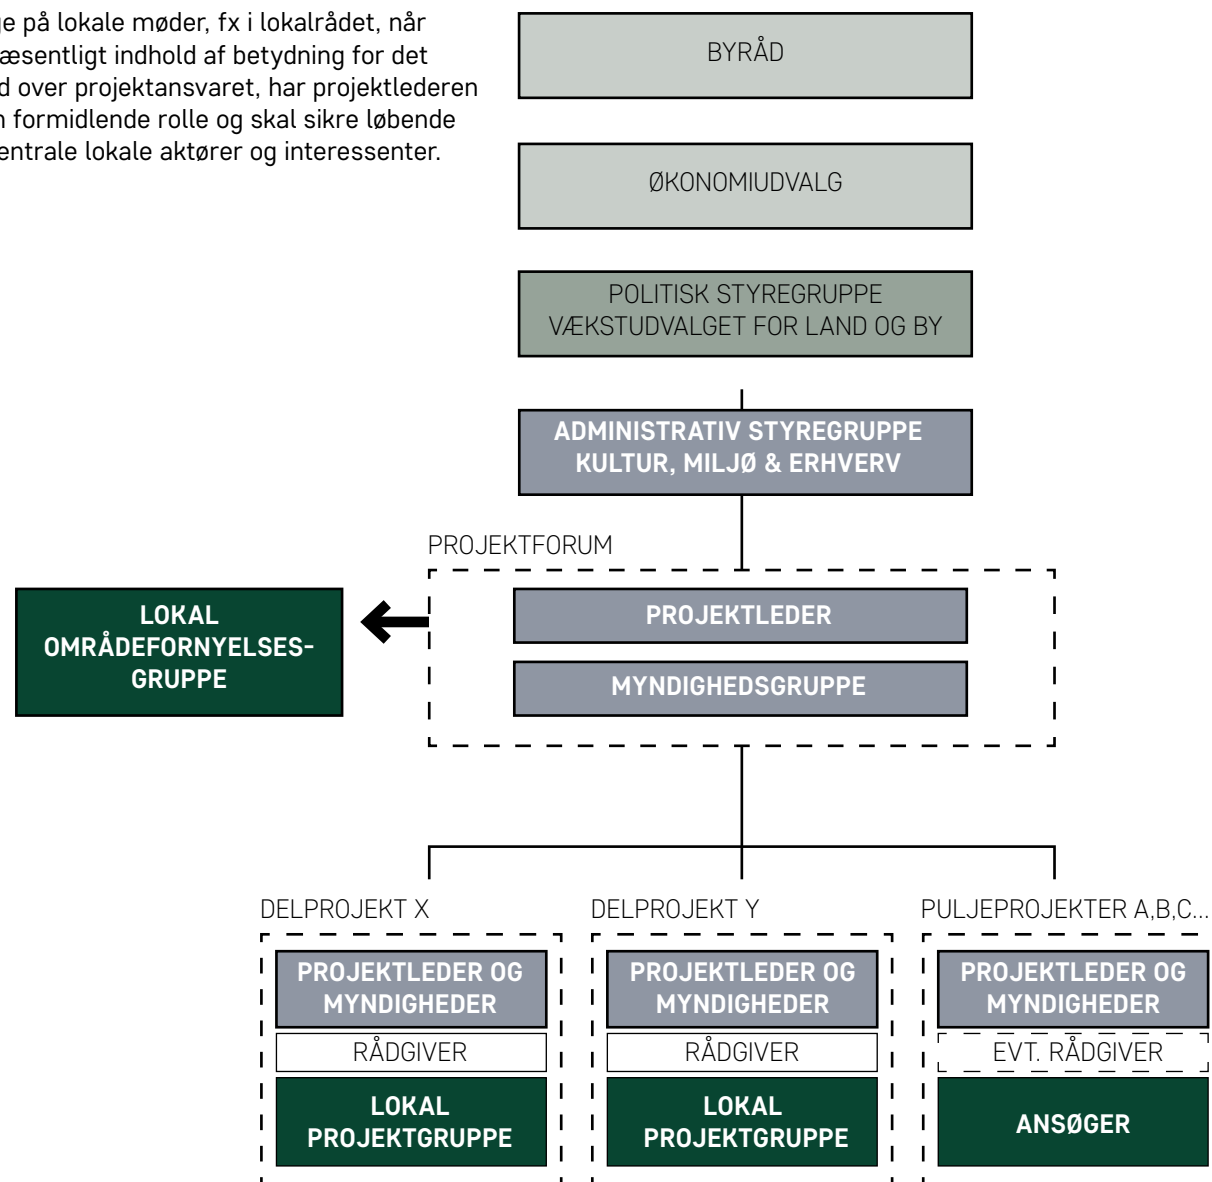 på lokale møder, fx i lokalrådet, når
indhold af betydning for det
over projektansvaret, har projektlederen
formidlende rolle og skal sikre løbende
lokale aktører og interessenter.
BYRÅD
ØKONOMIUDVALG
POLITISK STYREGRUPPE
VÆKSTUDVALGET FOR LAND OG BY
ADMINISTRATIV STYREGRUPPE
KULTUR, MILJØ & ERHVERV
PROJEKTFORUM
LOKAL
OMRÅDEFORNYELSES-
GRUPPE
PROJEKTLEDER
MYNDIGHEDSGRUPPE
DELPROJEKT X
PROJEKTLEDER OG
MYNDIGHEDER
RÅDGIVER
LOKAL
PROJEKTGRUPPE
DELPROJEKT Y
PROJEKTLEDER OG
MYNDIGHEDER
RÅDGIVER
LOKAL
PROJEKTGRUPPE
PULJEPROJEKTER A,B,C...
PROJEKTLEDER OG
MYNDIGHEDER
EVT. RÅDGIVER
ANSØGER